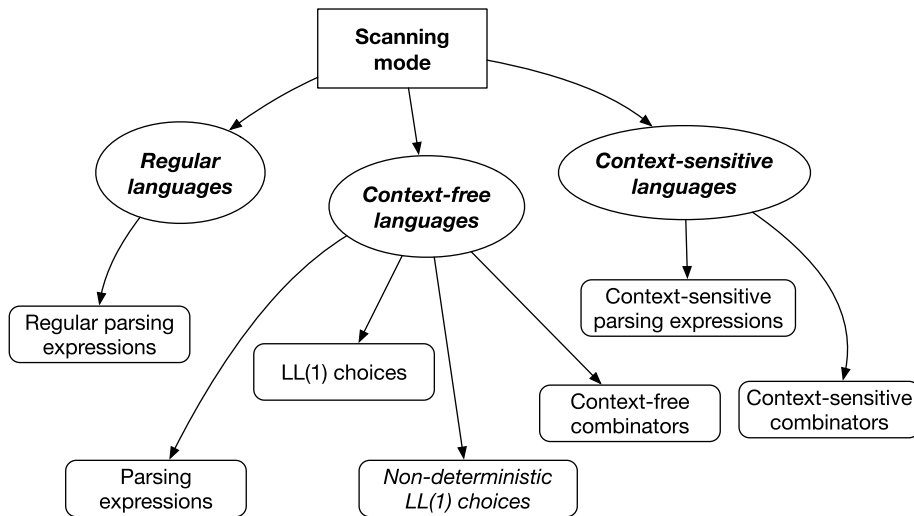 Scanning
mode
Regular
languages
Context-free
languages
Context-sensitive
languages
Regular parsing
expressions
LL(1) choices
Context-sensitive
parsing expressions
Context-free
combinators
Context-sensitive
combinators
Parsing
expressions
Non-deterministic
LL(1) choices